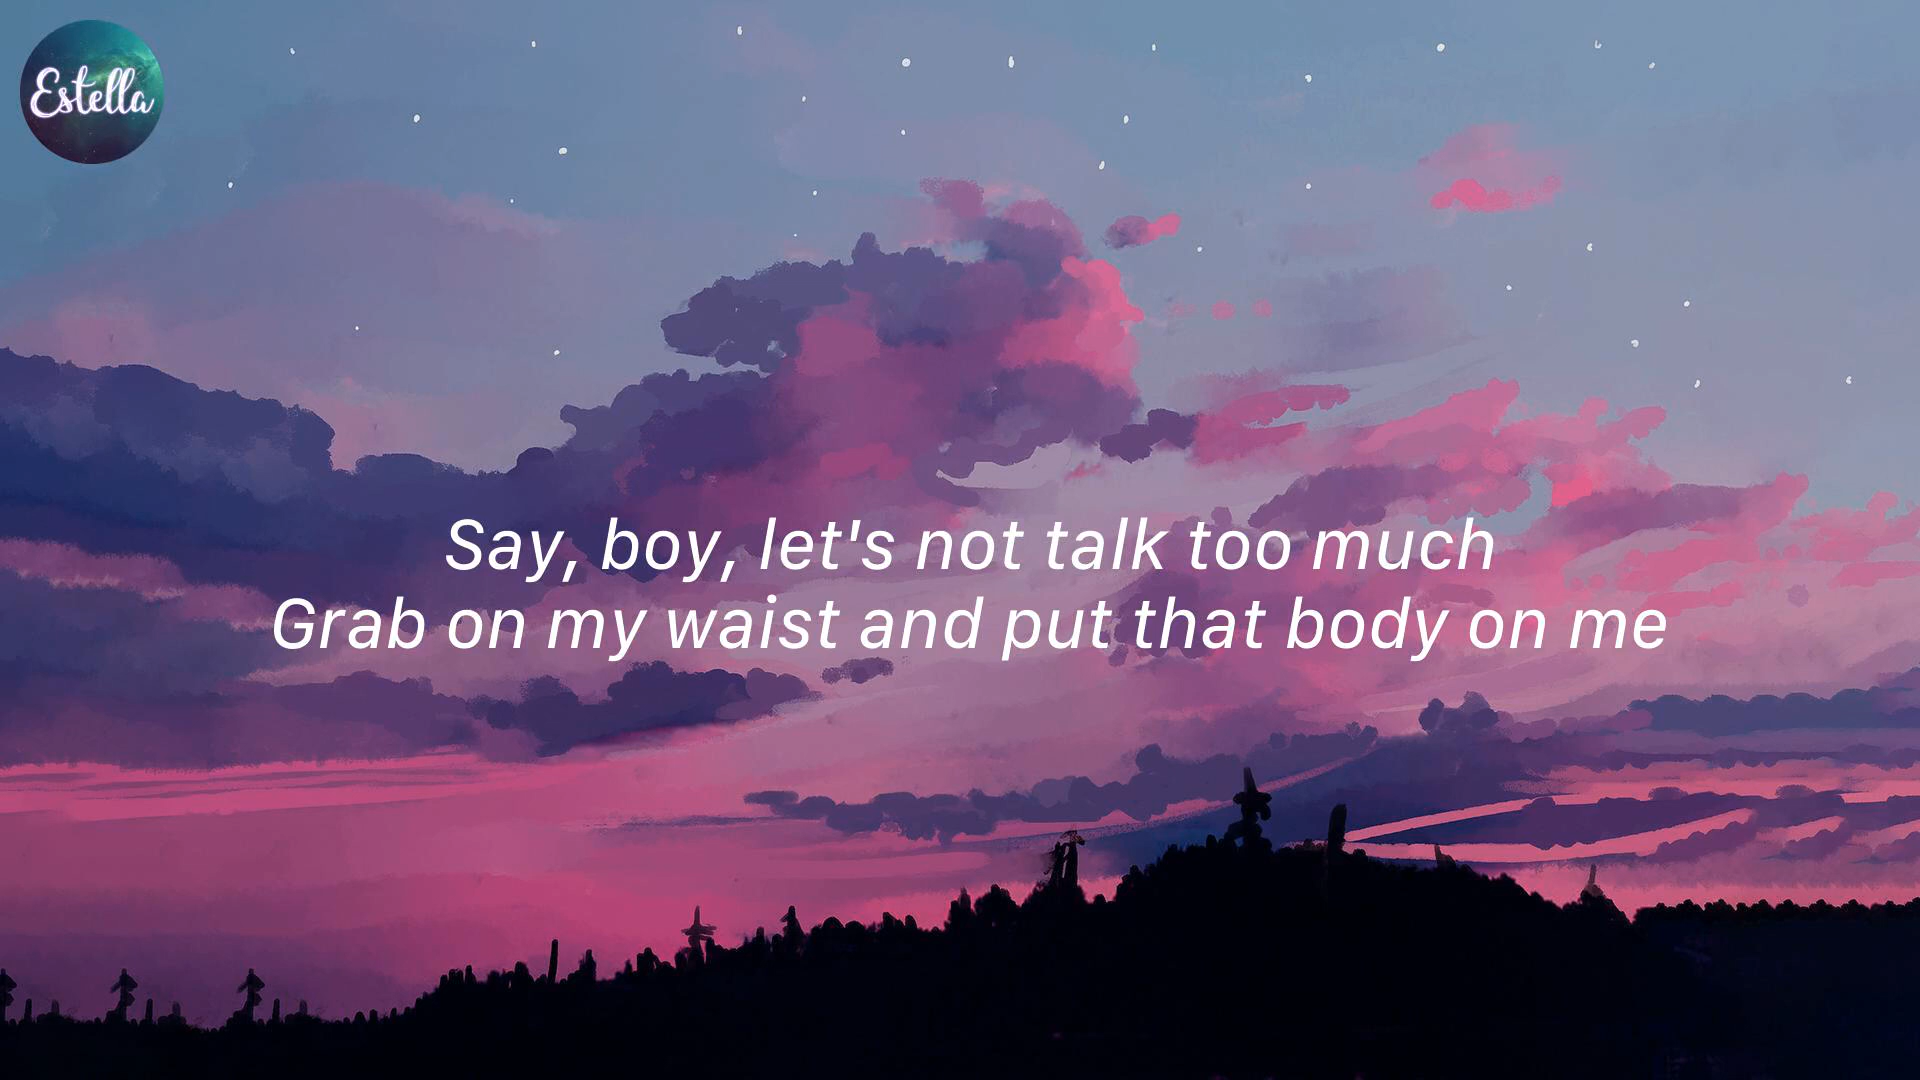 Estella
Say, boy, let's not talk too much
Grab on my waist and put that body on me